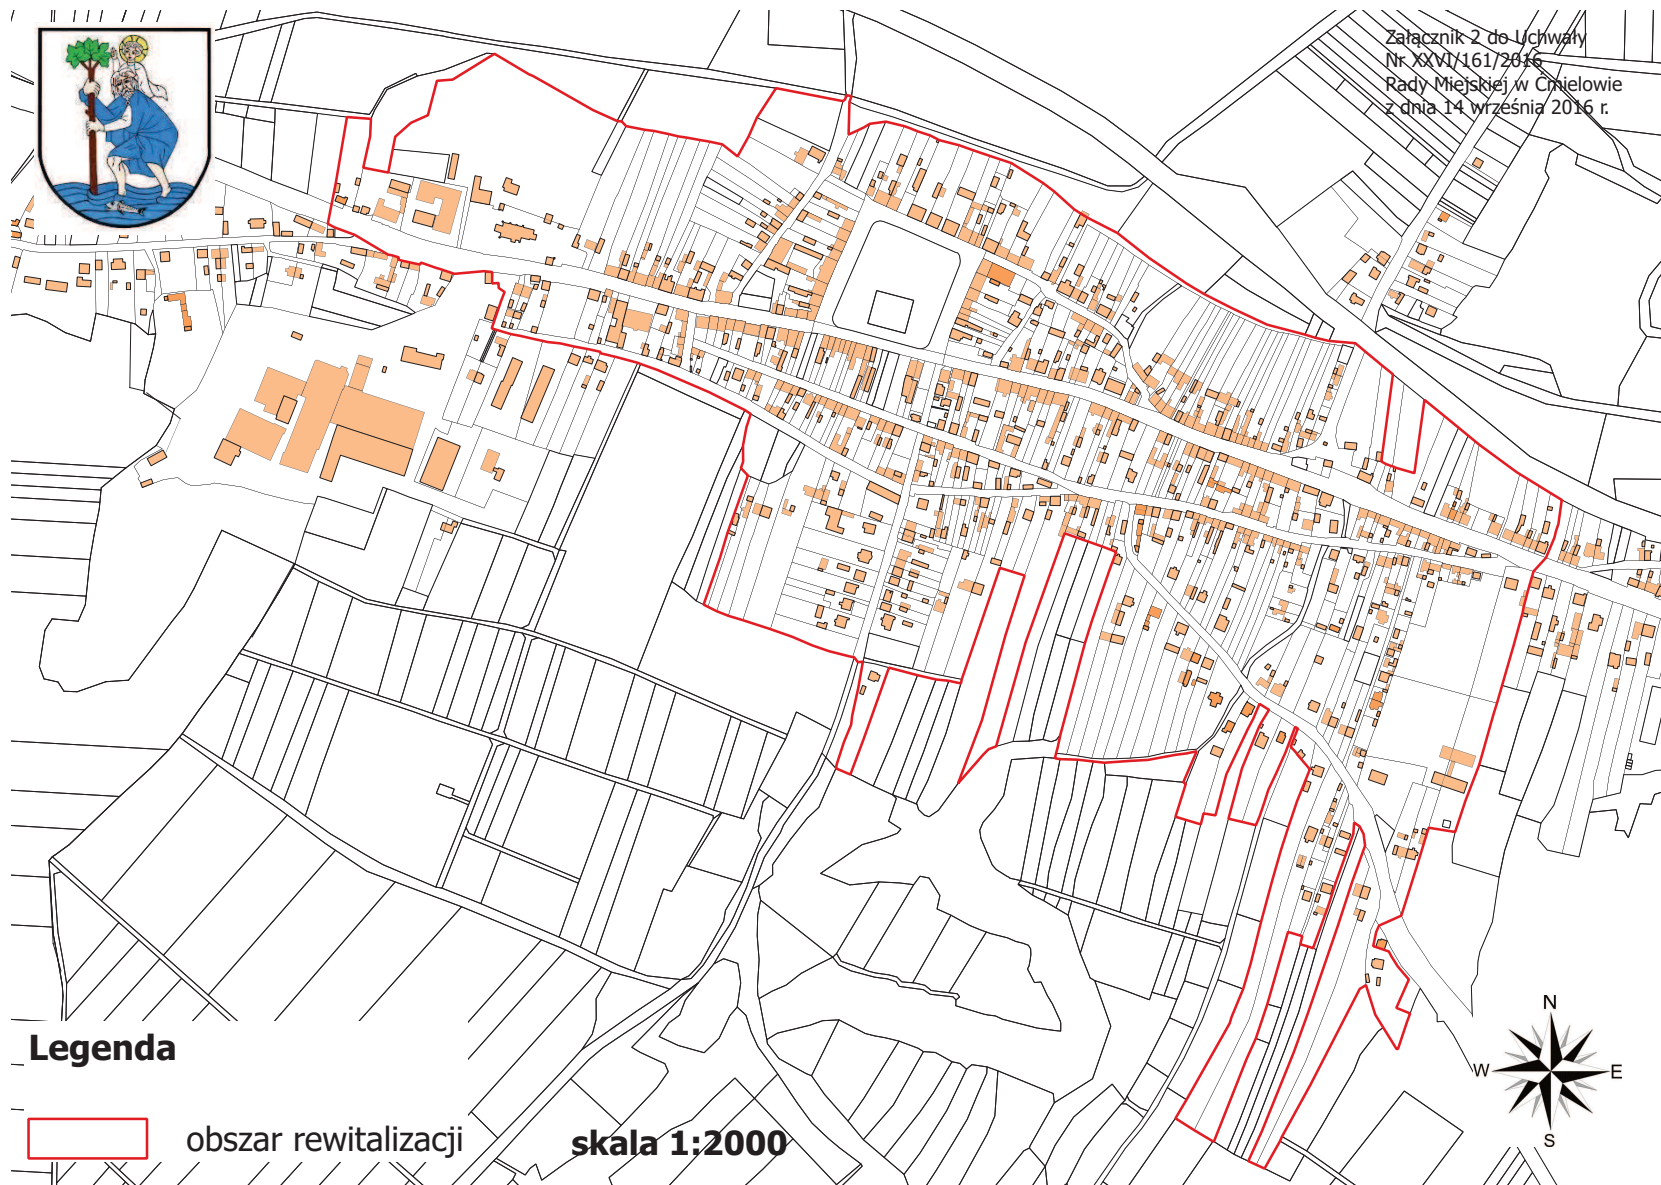 Załącznik 2 do Uchwały
Nr XXVI/161/2016
Rady Miejskiej w Ćmielowie
z dnia 14 września 2016 r.
N
W
E
S
Legenda
obszar rewitalizacji
skala 1:2000